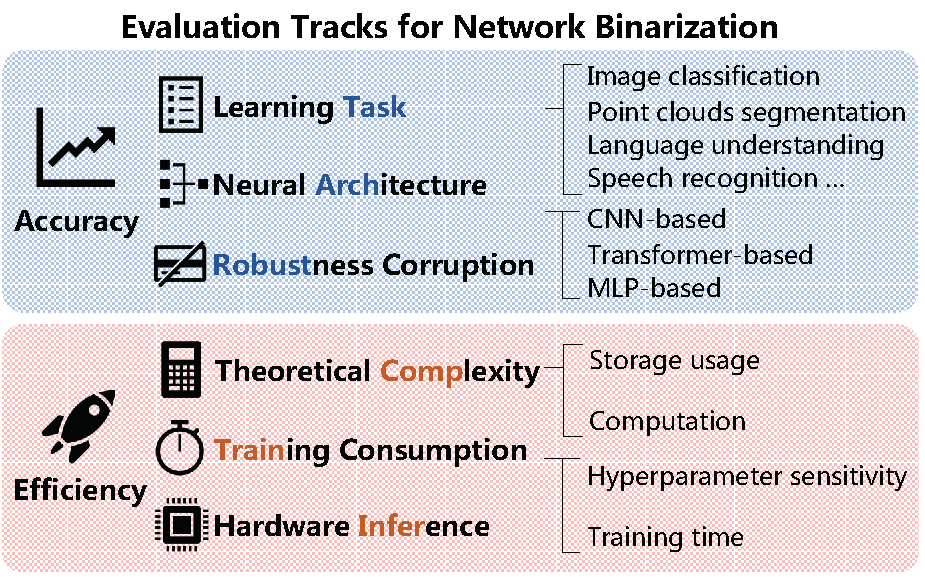 Evaluation Tracks for Network Binarization
Accuracy
Learning Task
Neural Architecture
Robustness Corruption
Image classification
Point clouds segmentation
Language understanding
Speech recognition ...
CNN-based
Transformer-based
MLP-based
Efficiency
Theoretical Complexity
Training Consumption
Hardware Inference
Storage usage
Computation
Hyperparameter sensitivity
Training time